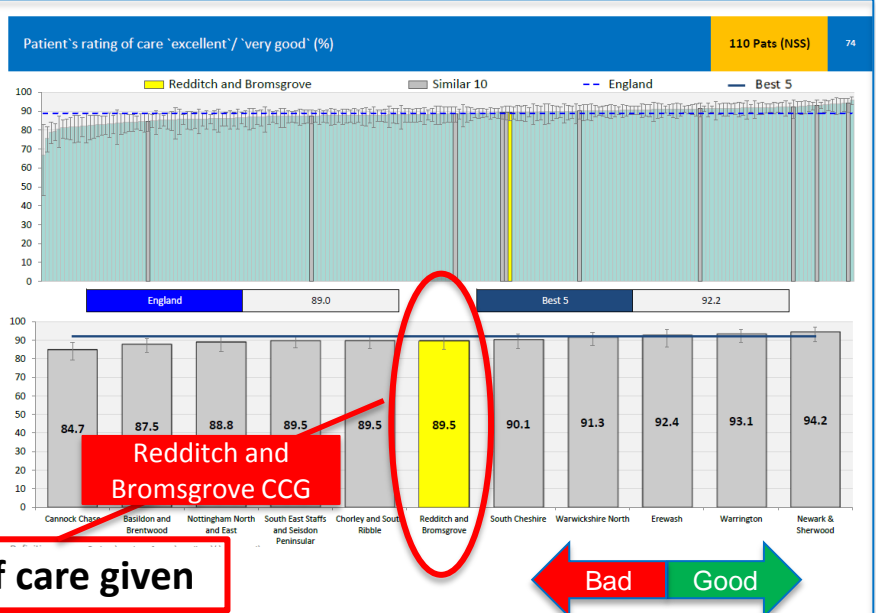 Patient`s rating of care `excellent`/ `very good` (%)
110 Pats (NSS)
74
Redditch and Bromsgrove
Similar 10
England
Best 5
100
90
80
70
60
50
40
30
20
10
0
England
89.0
Best 5
92.2
100
90
80
70
60
50
40
30
20
10
0
84.7
87.5
88.8
89.5
89.5
89.5
90.1
91.3
92.4
93.1
94.2
Redditch and
Bromsgrove CCG
Cannock Chase
Basildon and
Brentwood
Nottingham North
and East
South East Staffs
and Seisdon
Peninsular
Chorley and South
Ribble
Redditch and
Bromsgrove
South Cheshire
Warwickshire North
Erewash
Warrington
Newark &
Sherwood
care given
Bad
Good